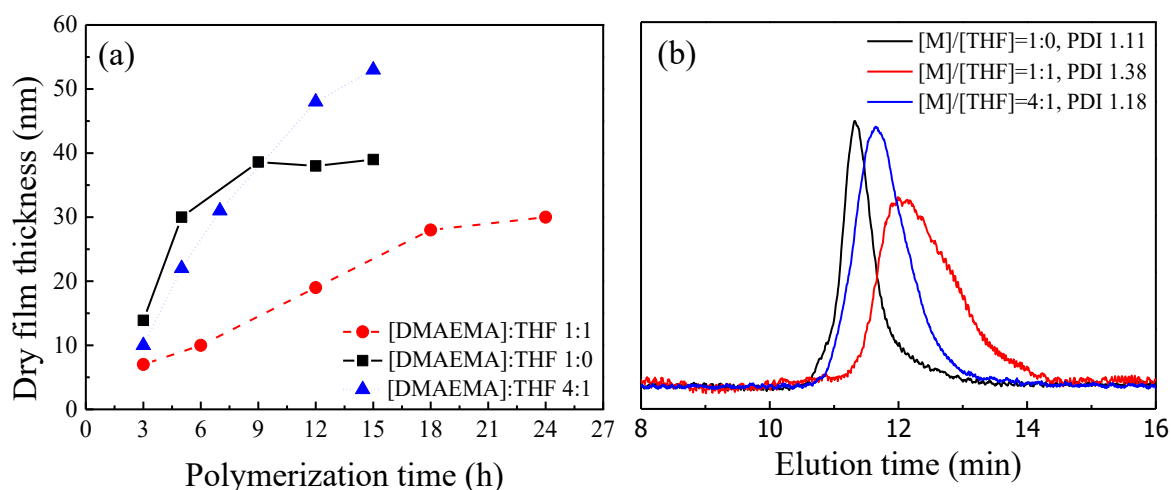 (a)
60
50
40
30
20
10
0
Dry film thickness (nm)
[DMAEMA]:THF 1:1
[DMAEMA]:THF 1:0
[DMAEMA]:THF 4:1
0 3 6 9 12 15 18 21 24 27
Polymerization time (h)
(b)
[M]/[THF]=1:0, PDI 1.11
[M]/[THF]=1:1, PDI 1.38
[M]/[THF]=4:1, PDI 1.18
8 10 12 14 16
Elution time (min)